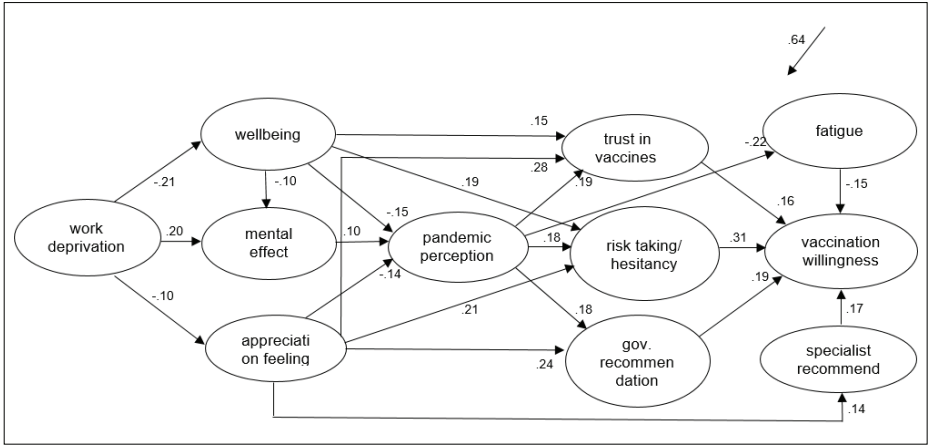 .64
wellbeing
.15
trust in
vaccines
fatigue
-.22
.28
-.21
-.10
.19
.19
-.15
.16
-.15
work
deprivation
.20
mental
effect
.10
pandemic
perception
.18
risk taking/
hesitancy
.31
vaccination
willingness
-.14
.19
-.10
.21
.18
.17
appreciati
on feeling
.24
gov.
recommen
dation
specialist
recommend
.14